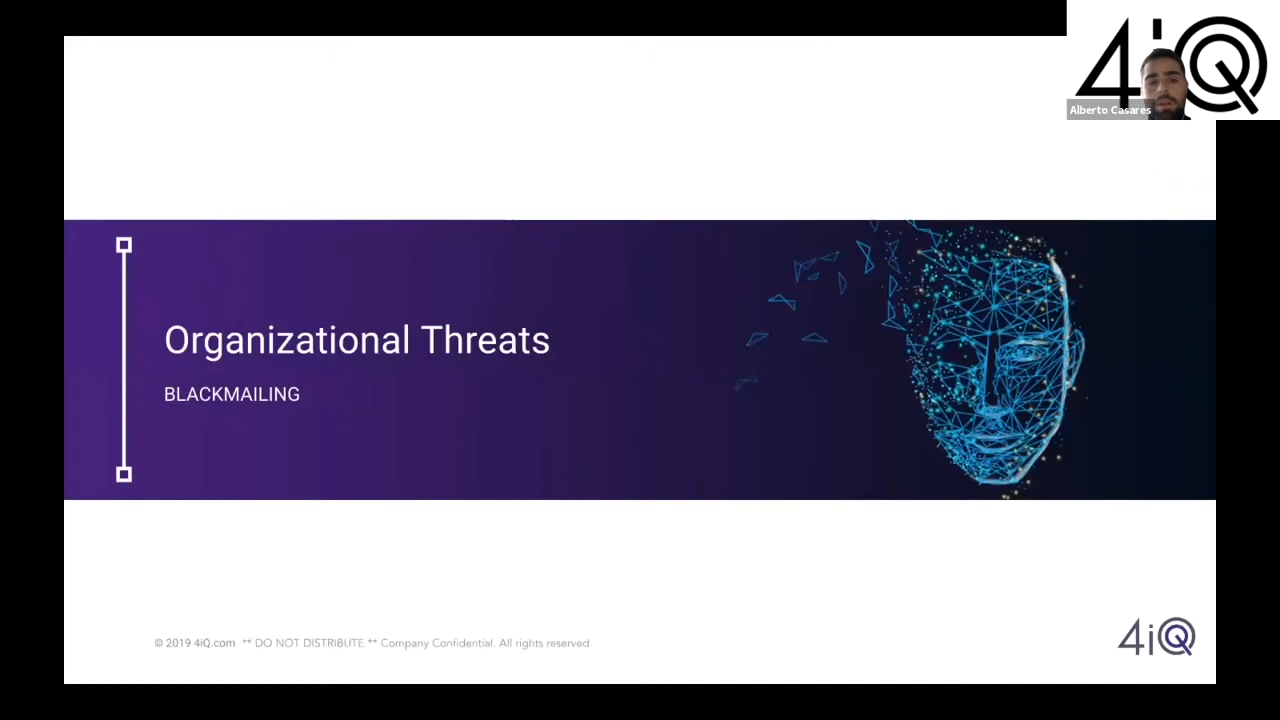 4iQ
Alberto Casares
Organizational Threats
BLACKMAILING
© 2019 4iQ.com ** DO NOT DISTRIBUTE ** Company Confidential. All rights reserved.
4iQ